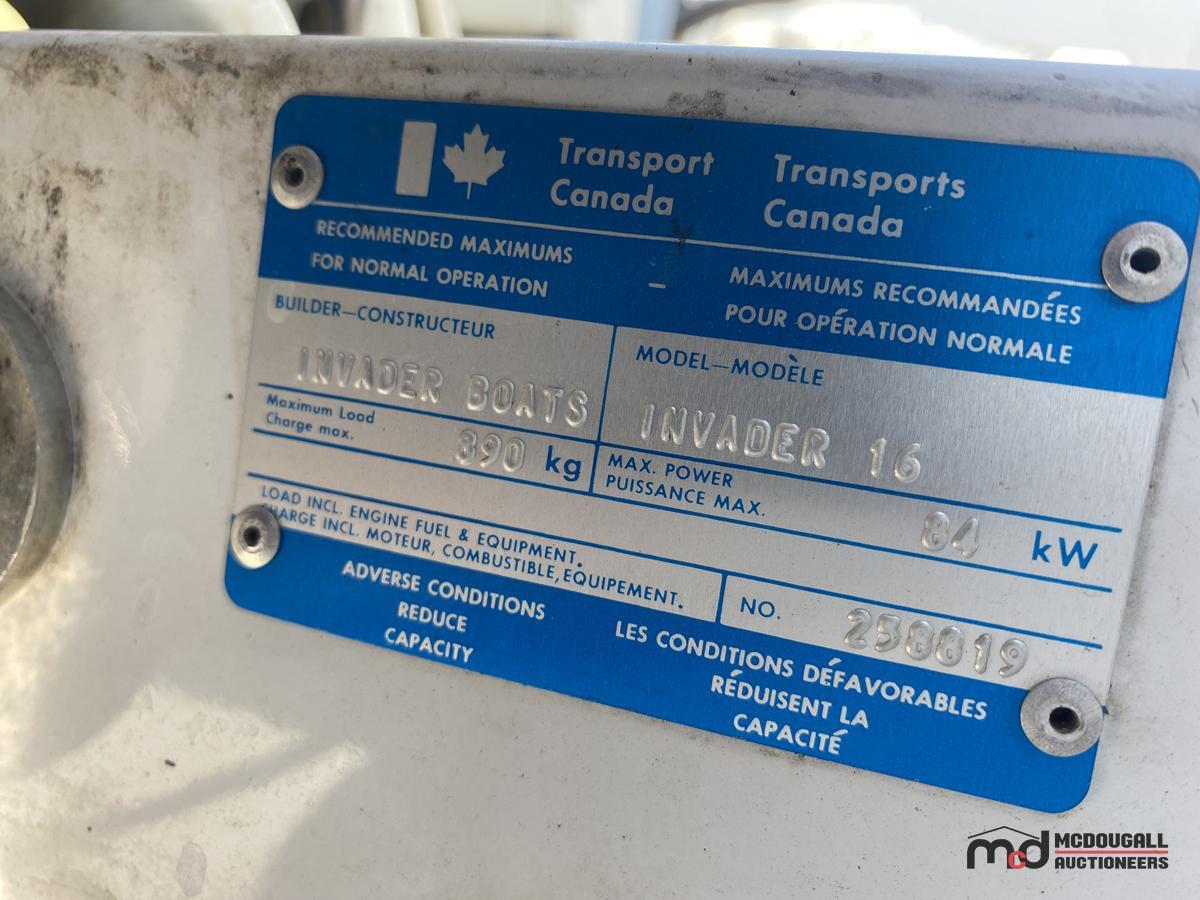 Transport Canada
Transports Canada
RECOMMENDED MAXIMUMS
FOR NORMAL OPERATION
–
MAXIMUMS RECOMMANDÉES
POUR OPÉRATION NORMALE
BUILDER–CONSTRUCTEUR
INVADER BOATS
MODEL–MODÈLE
INVADER 16
Maximum Load
Charge max.
390 kg
MAX. POWER
PUISSANCE MAX.
84 kW
LOAD INCL. ENGINE FUEL & EQUIPMENT.
CHARGE INCL. MOTEUR, COMBUSTIBLE, EQUIPEMENT.
NO. 258819
ADVERSE CONDITIONS
REDUCE
CAPACITY
LES CONDITIONS DÉFAVORABLES
RÉDUISENT LA
CAPACITÉ
mcd MCDOUGALL
AUCTIONEERS